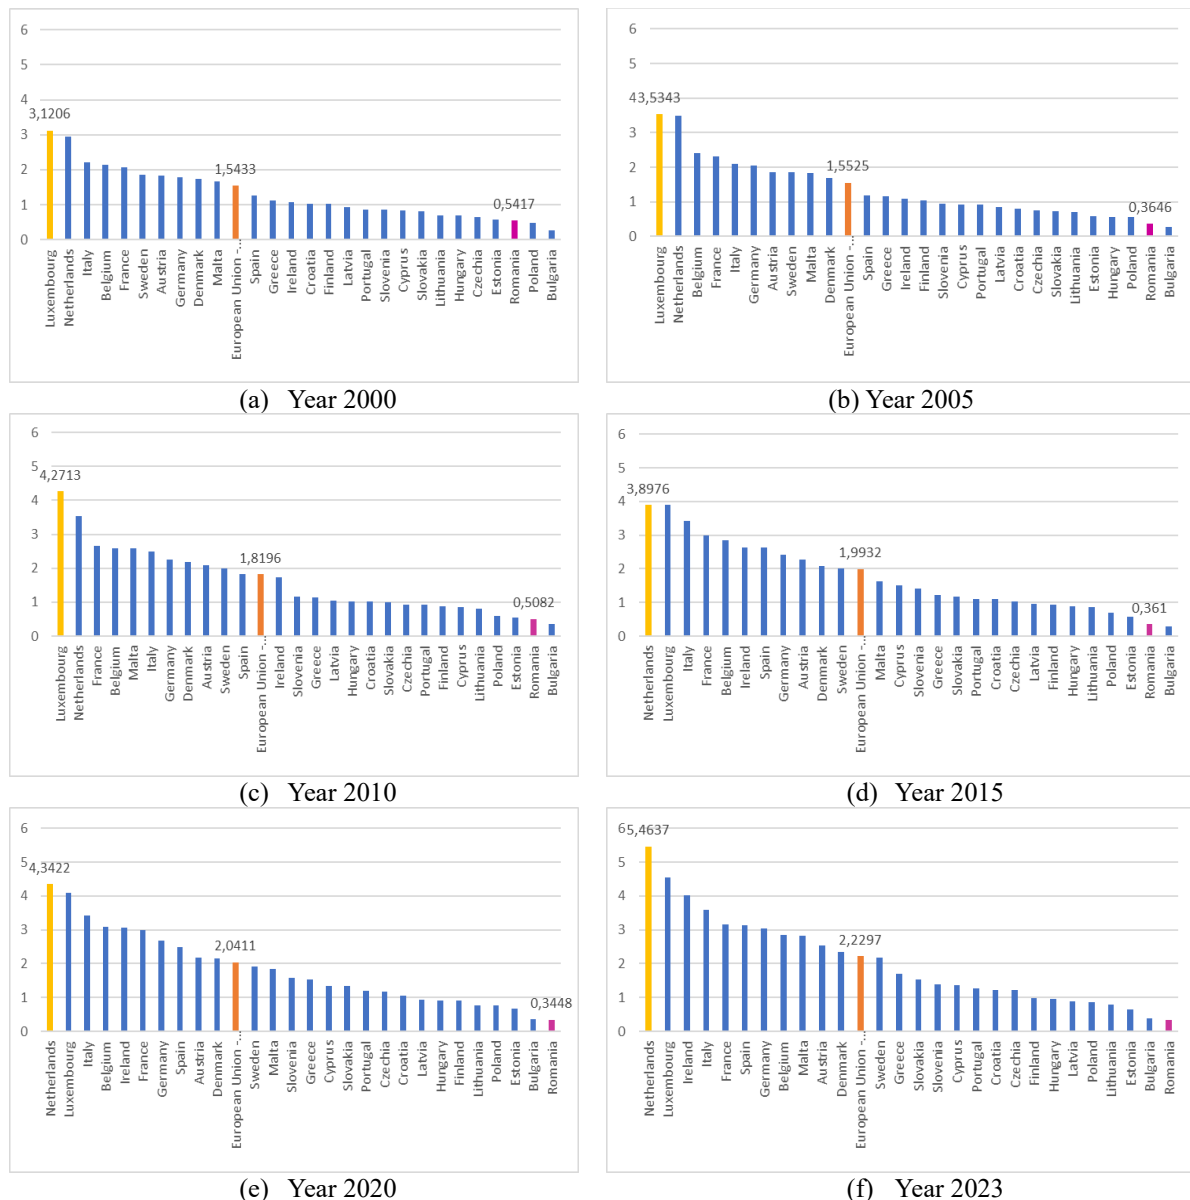 6
5
4
3,1206
3
2
1,5433
1
0,5417
0
Luxembourg
Netherlands
Italy
Belgium
France
Sweden
Austria
Germany
Denmark
Malta
European Union -...
Spain
Greece
Ireland
Croatia
Finland
Latvia
Portugal
Slovenia
Cyprus
Slovakia
Lithuania
Hungary
Czechia
Estonia
Romania
Poland
Bulgaria
(a) Year 2000
6
5
4
3,5343
3
2
1,5525
1
0,3646
0
Luxembourg
Netherlands
Belgium
France
Italy
Germany
Austria
Sweden
Malta
Denmark
European Union -...
Spain
Greece
Ireland
Finland
Slovenia
Cyprus
Portugal
Latvia
Croatia
Czechia
Slovakia
Lithuania
Estonia
Hungary
Poland
Romania
Bulgaria
(b) Year 2005
6
5
4,2713
4
3
2
1,8196
1
0,5082
0
Luxembourg
Netherlands
France
Belgium
Malta
Italy
Germany
Denmark
Austria
Sweden
Spain
European Union -...
Ireland
Slovenia
Greece
Latvia
Hungary
Croatia
Slovakia
Czechia
Portugal
Finland
Cyprus
Lithuania
Poland
Estonia
Romania
Bulgaria
(c) Year 2010
6
5
3,8976
4
3
2
1,9932
1
0,361
0
Netherlands
Luxembourg
Italy
France
Belgium
Ireland
Spain
Germany
Austria
Denmark
Sweden
European Union -...
Malta
Cyprus
Slovenia
Greece
Slovakia
Portugal
Croatia
Czechia
Latvia
Finland
Hungary
Lithuania
Poland
Estonia
Romania
Bulgaria
(d) Year 2015
6
5
4,3422
4
3
2
2,0411
1
0,3448
0
Netherlands
Luxembourg
Italy
Belgium
Ireland
France
Germany
Spain
Austria
Denmark
European Union -...
Sweden
Malta
Slovenia
Greece
Cyprus
Slovakia
Portugal
Czechia
Croatia
Latvia
Hungary
Finland
Lithuania
Poland
Estonia
Bulgaria
Romania
(e) Year 2020
6
5,4637
5
4
3
2,2297
2
1
0
Netherlands
Luxembourg
Ireland
Italy
France
Spain
Germany
Belgium
Malta
Austria
Denmark
European Union -...
Sweden
Greece
Slovakia
Slovenia
Cyprus
Portugal
Croatia
Czechia
Finland
Hungary
Latvia
Poland
Lithuania
Estonia
Bulgaria
Romania
(f) Year 2023